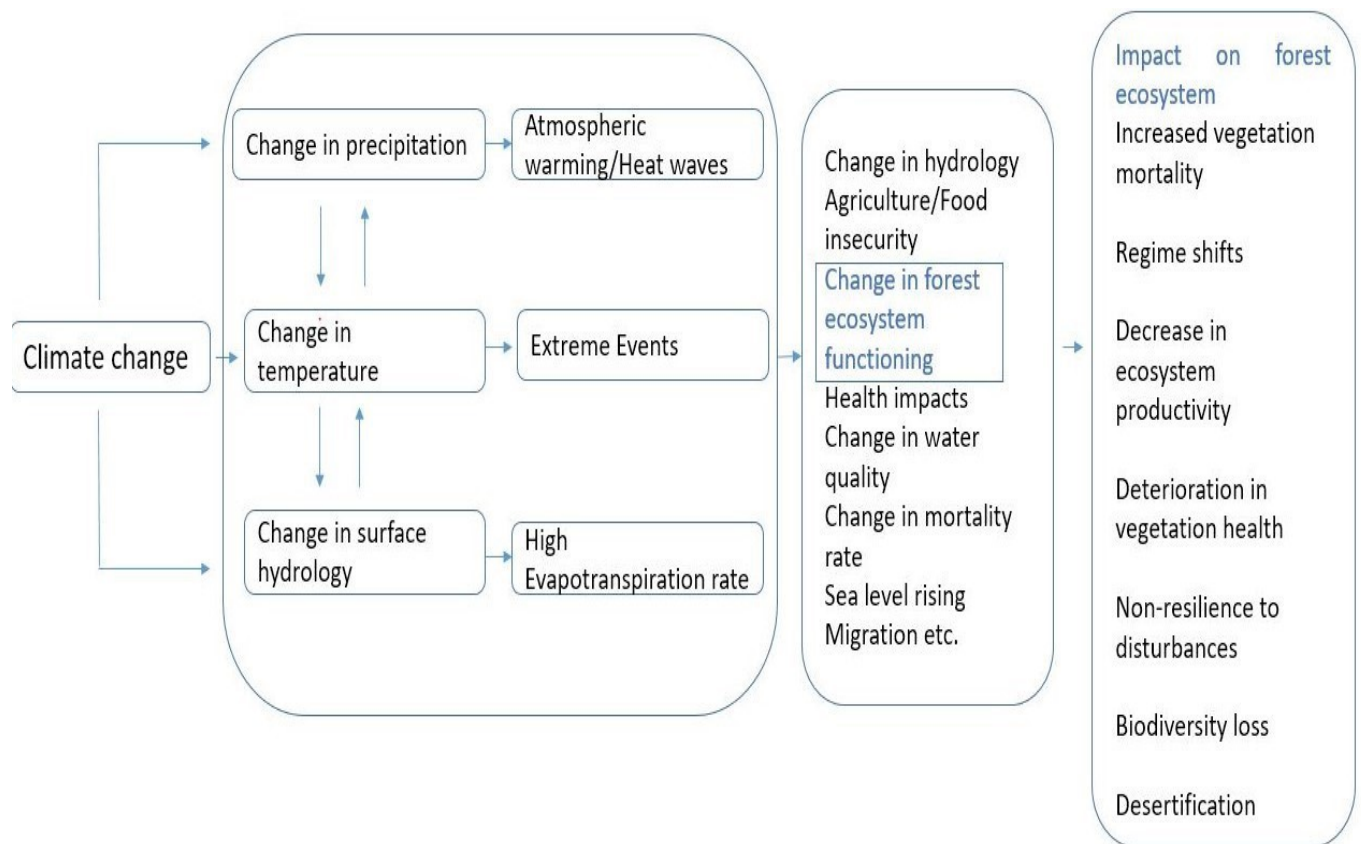 Climate change
Change in precipitation
Atmospheric
warming/Heat waves
Change in
temperature
Extreme Events
Change in surface
hydrology
High
Evapotranspiration rate
Change in hydrology
Agriculture/Food
insecurity
Change in forest
ecosystem
functioning
Health impacts
Change in water
quality
Change in mortality
rate
Sea level rising
Migration etc.
Impact on forest
ecosystem
Increased vegetation
mortality
Regime shifts
Decrease in
ecosystem
productivity
Deterioration in
vegetation health
Non-resilience to
disturbances
Biodiversity loss
Desertification